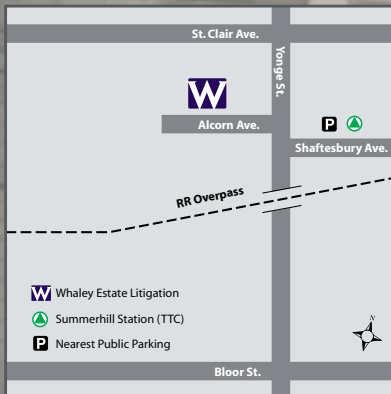 St. Clair Ave.
Yonge St.
W
Alcorn Ave.
P
Shaftesbury Ave.
RR Overpass
W Whaley Estate Litigation
Summerhill Station (TTC)
N
P Nearest Public Parking
Bloor St.